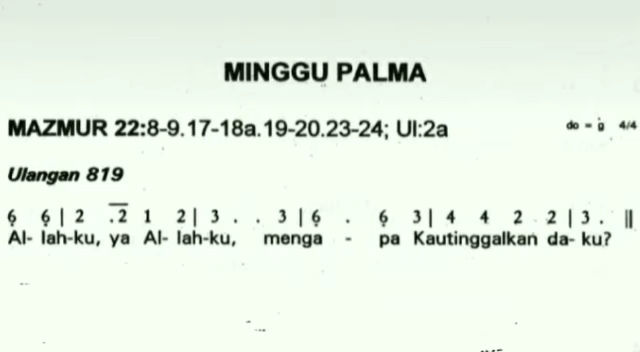 MINGGU PALMA
MAZMUR 22:8-9.17-18a.19-20.23-24; Ul:2a
do = g 4/4
Ulangan 819
6̣ 6̣ | 2 .2 1 2 | 3 . . 3 | 6̣ . 6̣ 3 | 4 4 2 2 | 3 . ||
Al- lah-ku, ya Al- lah-ku, menga - pa Kautinggalkan da- ku?